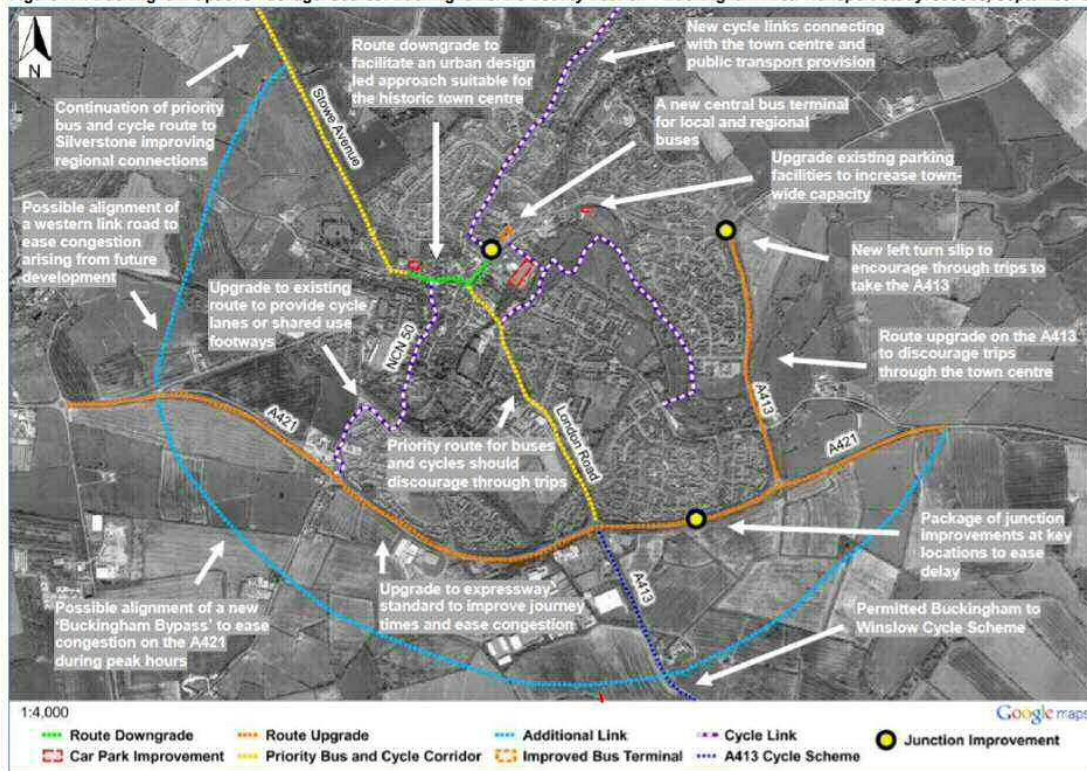 Route downgrade to
facilitate an urban design
led approach suitable for
the historic town centre
New cycle links connecting
with the town centre and
public transport provision
N
Continuation of priority
bus and cycle route to
Silverstone improving
regional connections
Stowe Avenue
A new central bus terminal
for local and regional
buses
Upgrade existing parking
facilities to increase town-
wide capacity
Possible alignment of
a western link road to
ease congestion
arising from future
development
New left turn slip to
encourage through trips to
take the A413
Upgrade to existing
route to provide cycle
lanes or shared use
footways
NCN 50
Route upgrade on the A413
to discourage trips
through the town centre
A413
A421
Priority route for buses
and cycles should
discourage through trips
London Road
A421
Package of junction
improvements at key
locations to ease
delay
Possible alignment of a new
'Buckingham Bypass' to ease
congestion on the A421
during peak hours
Upgrade to expressway
standard to improve journey
times and ease congestion
A413
Permitted Buckingham to
Winslow Cycle Scheme
1:4,000
Google maps
Route Downgrade
Route Upgrade
Additional Link
Cycle Link
Junction Improvement
Car Park Improvement
Priority Bus and Cycle Corridor
Improved Bus Terminal
A413 Cycle Scheme